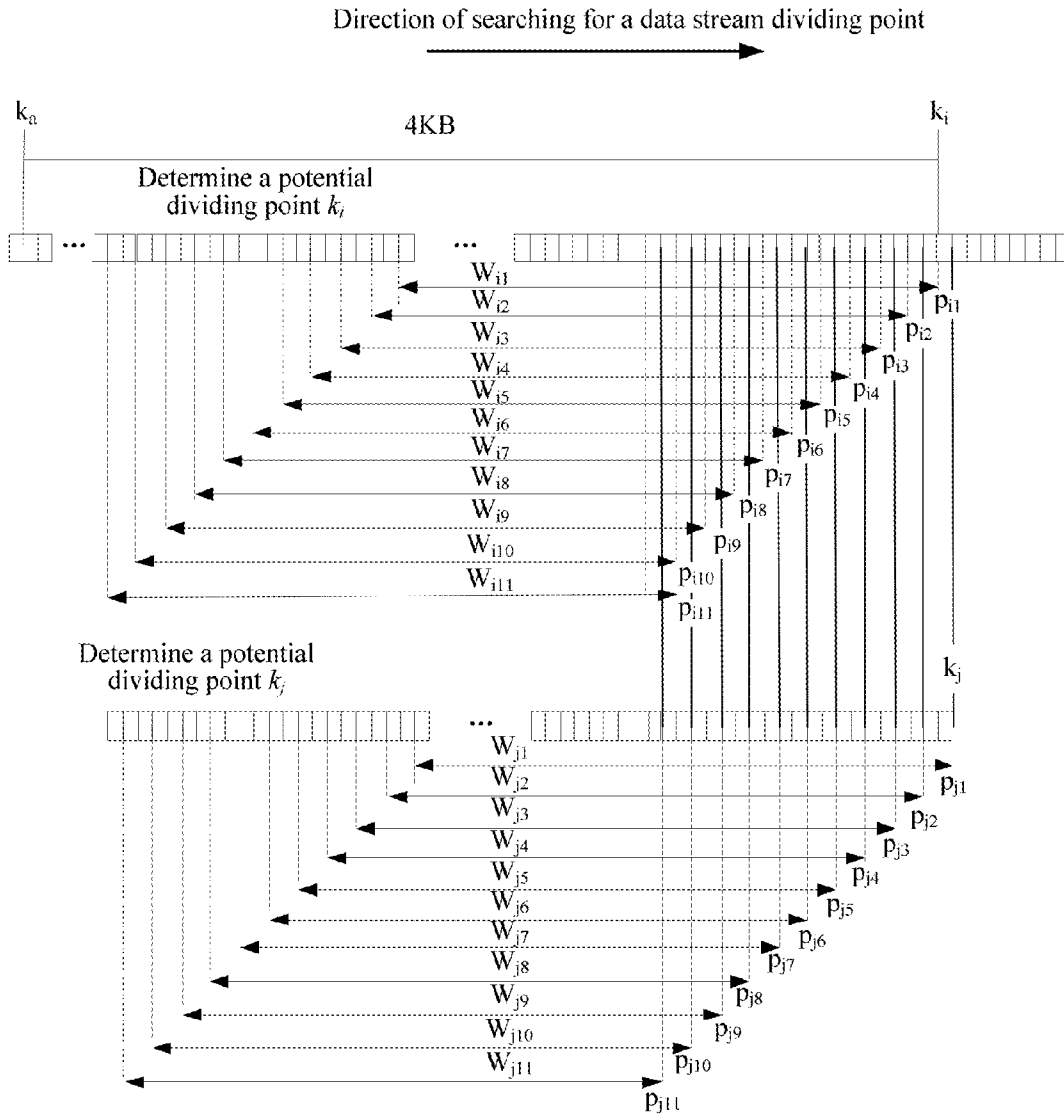 Direction of searching for a data stream dividing point
k_a
4KB
k_i
Determine a potential
dividing point k_i
...
...
W_i1
p_i1
W_i2
p_i2
W_i3
p_i3
W_i4
p_i4
W_i5
p_i5
W_i6
p_i6
W_i7
p_i7
W_i8
p_i8
W_i9
p_i9
W_i10
p_i10
W_i11
p_i11
Determine a potential
dividing point k_j
k_j
...
W_j1
p_j1
W_j2
p_j2
W_j3
p_j3
W_j4
p_j4
W_j5
p_j5
W_j6
p_j6
W_j7
p_j7
W_j8
p_j8
W_j9
p_j9
W_j10
p_j10
W_j11
p_j11